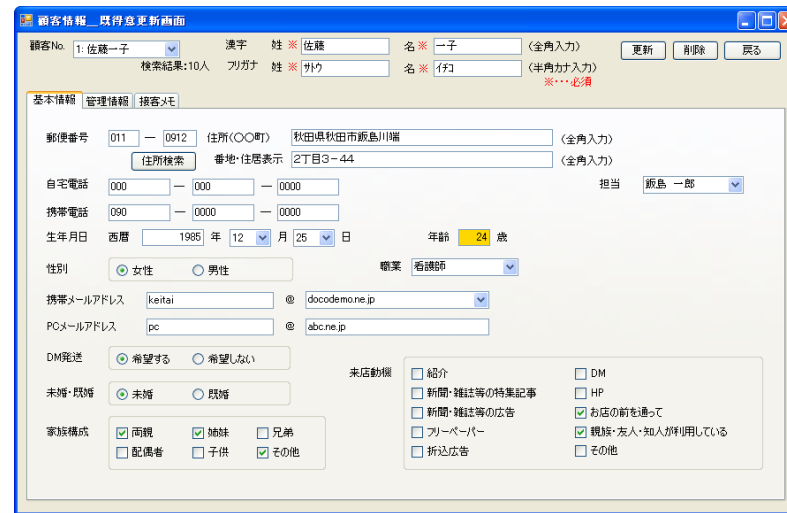 顧客情報__既得意更新画面
顧客No. 1: 佐藤一子 漢字 姓 ※ 佐藤 名 ※ 一子 (全角入力) 更新 削除 戻る
検索結果:10人 フリガナ 姓 ※ ｻﾄｳ 名 ※ ｲﾁｺ (半角カナ入力)
※・・・必須
基本情報 管理情報 接客メモ
郵便番号 011 ― 0912 住所(〇〇町) 秋田県秋田市飯島川端 (全角入力)
住所検索 番地・住居表示 2丁目3－44 (全角入力)
自宅電話 000 ― 000 ― 0000 担当 飯島 一郎
携帯電話 090 ― 0000 ― 0000
生年月日 西暦 1985 年 12 月 25 日 年齢 24 歳
性別 女性 男性 職業 看護師
携帯メールアドレス keitai @ docodemo.ne.jp
PCメールアドレス pc @ abc.ne.jp
DM発送 希望する 希望しない
来店動機 紹介 DM
未婚・既婚 未婚 既婚
新聞・雑誌等の特集記事 HP
新聞・雑誌等の広告 お店の前を通って
家族構成 両親 姉妹 兄弟
フリーペーパー 親族・友人・知人が利用している
配偶者 子供 その他
折込広告 その他